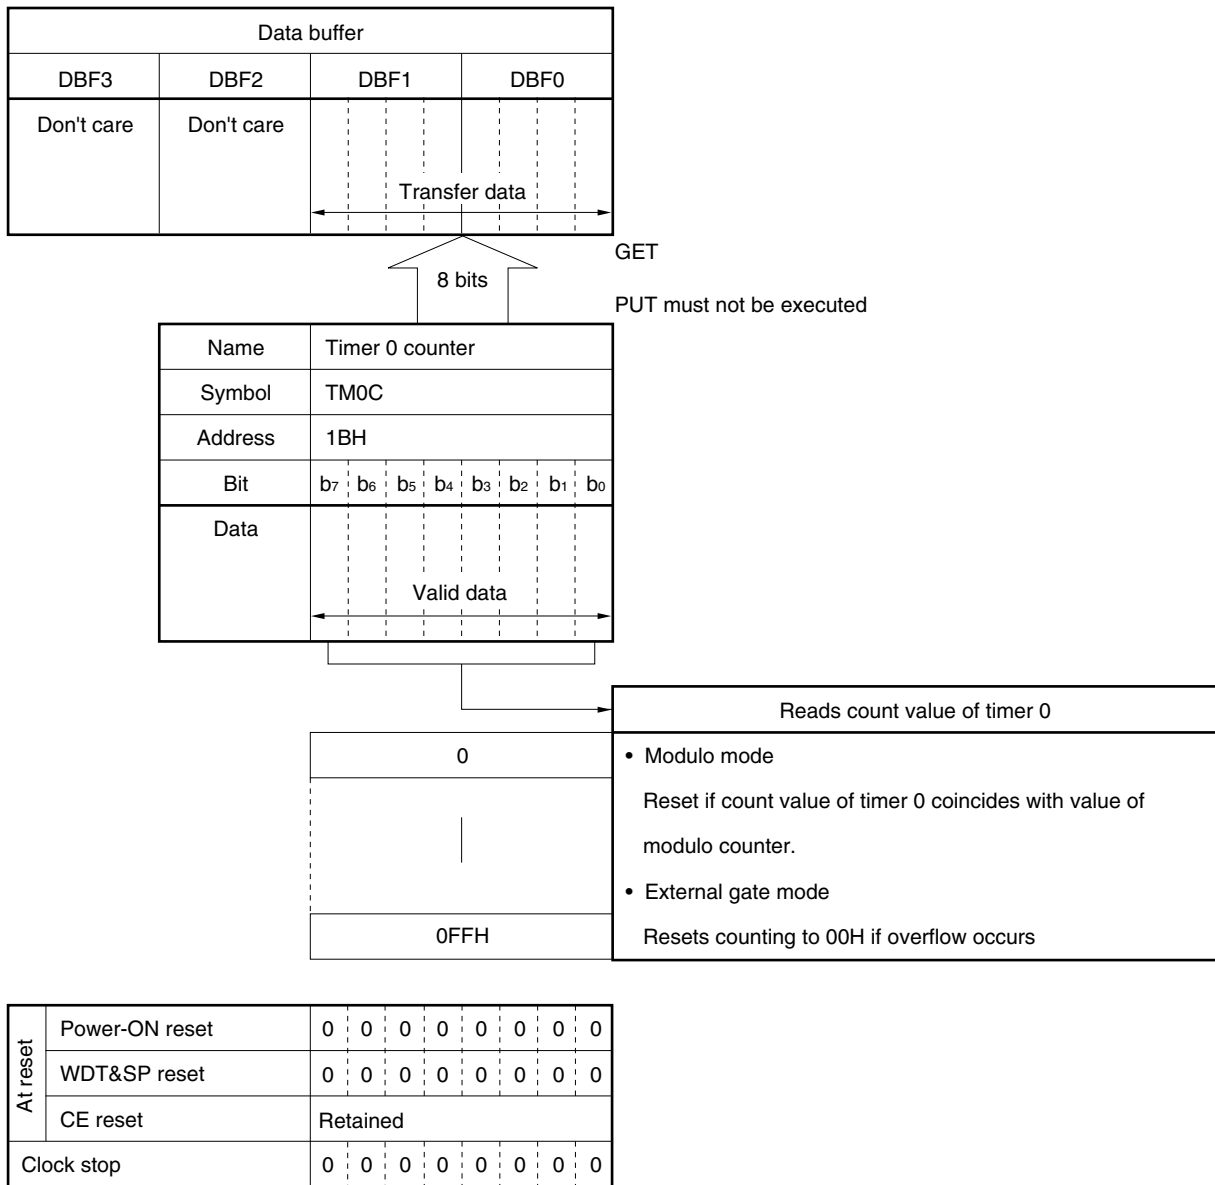 Data buffer
DBF3 DBF2 DBF1 DBF0
Don't care Don't care
Transfer data
GET
8 bits
PUT must not be executed
Name Timer 0 counter
Symbol TM0C
Address 1BH
Bit b7 b6 b5 b4 b3 b2 b1 b0
Data
Valid data
Reads count value of timer 0
0
• Modulo mode
Reset if count value of timer 0 coincides with value of
modulo counter.
• External gate mode
0FFH
Resets counting to 00H if overflow occurs
At reset
Power-ON reset 0 0 0 0 0 0 0 0
WDT&SP reset 0 0 0 0 0 0 0 0
CE reset Retained
Clock stop 0 0 0 0 0 0 0 0